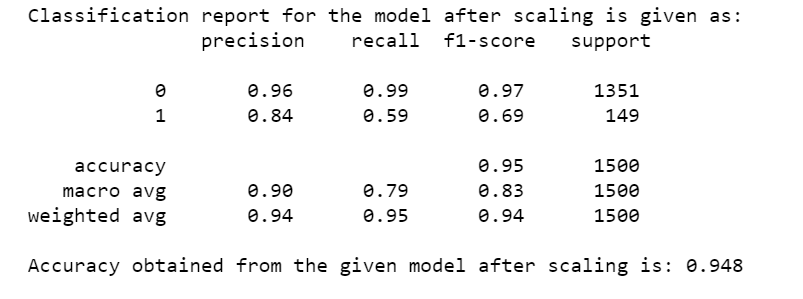 Classification report for the model after scaling is given as:
precision recall f1-score support
0 0.96 0.99 0.97 1351
1 0.84 0.59 0.69 149
accuracy 0.95 1500
macro avg 0.90 0.79 0.83 1500
weighted avg 0.94 0.95 0.94 1500
Accuracy obtained from the given model after scaling is: 0.948